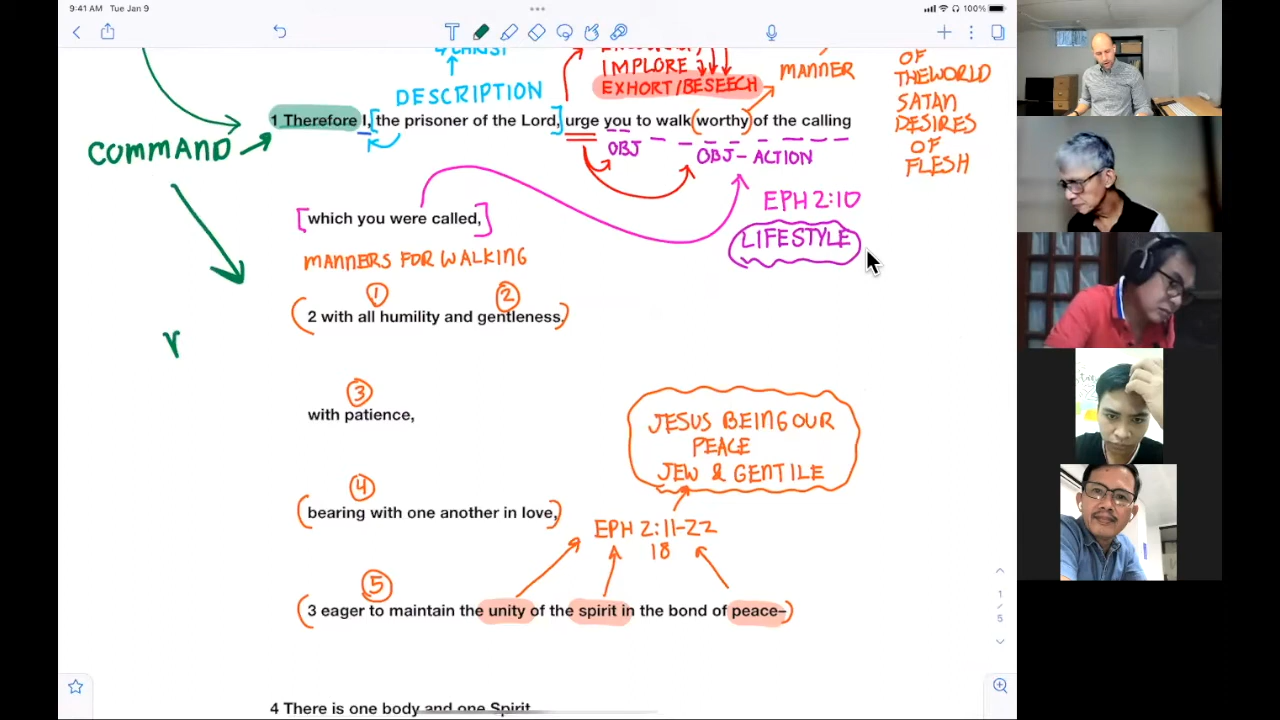 9:41 AM Tue Jan 9
100%
& CHRIST
IMPLORE
EXHORT/BESEECH
MANNER
OF
THEWORLD
SATAN
DESIRES
OF
FLESH
DESCRIPTION
1 Therefore I, [the prisoner of the Lord,] urge you to walk (worthy) of the calling
COMMAND
OBJ
OBJ-ACTION
EPH 2:10
[which you were called,]
LIFESTYLE
MANNERS FOR WALKING
1 2
(2 with all humility and gentleness,)
3
with patience,
JESUS BEING OUR
PEACE
JEW & GENTILE
4
(bearing with one another in love,)
EPH 2:11-22
18
5
(3 eager to maintain the unity of the spirit in the bond of peace–)
4 There is one body and one Spirit
1
/
5